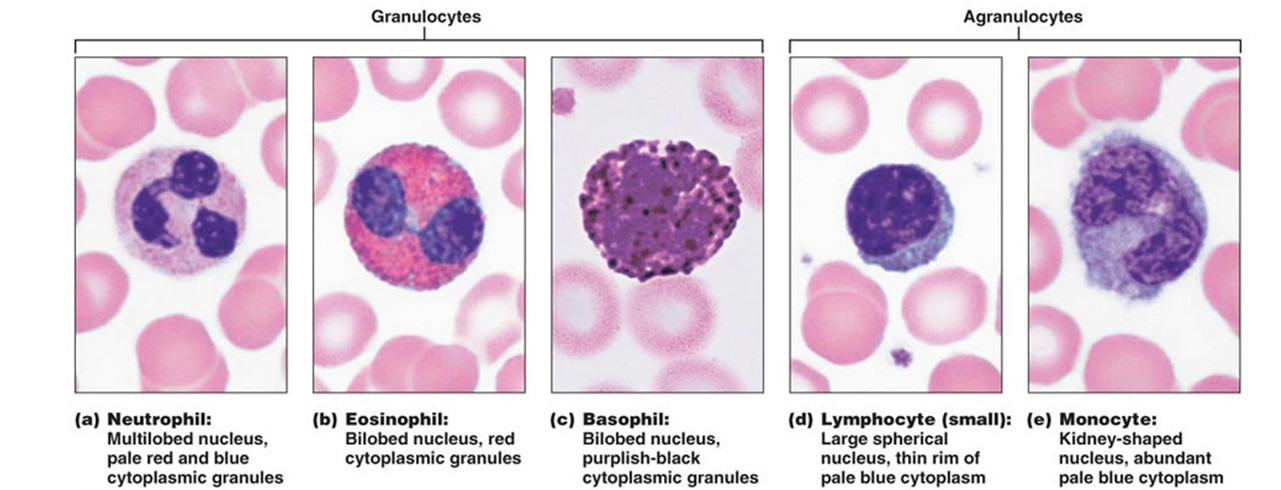 Granulocytes
Agranulocytes
(a) Neutrophil:
Multilobed nucleus,
pale red and blue
cytoplasmic granules
(b) Eosinophil:
Bilobed nucleus, red
cytoplasmic granules
(c) Basophil:
Bilobed nucleus,
purplish-black
cytoplasmic granules
(d) Lymphocyte (small):
Large spherical
nucleus, thin rim of
pale blue cytoplasm
(e) Monocyte:
Kidney-shaped
nucleus, abundant
pale blue cytoplasm